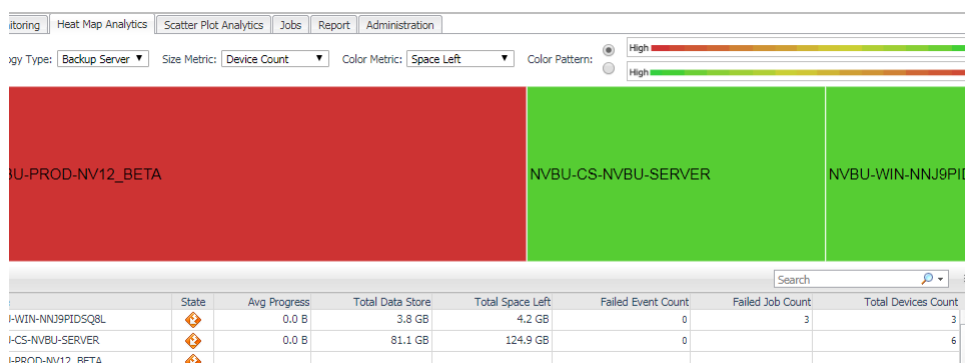 itoring Heat Map Analytics Scatter Plot Analytics Jobs Report Administration
gy Type: Backup Server Size Metric: Device Count Color Metric: Space Left Color Pattern: High
High
BU-PROD-NV12_BETA NVBU-CS-NVBU-SERVER NVBU-WIN-NNJ9PID
Search
State Avg Progress Total Data Store Total Space Left Failed Event Count Failed Job Count Total Devices Count
J-WIN-NNJ9PIDSQ8L 0.0 B 3.8 GB 4.2 GB 0 3 3
J-CS-NVBU-SERVER 0.0 B 81.1 GB 124.9 GB 0 6
J-PROD-NV12_BETA